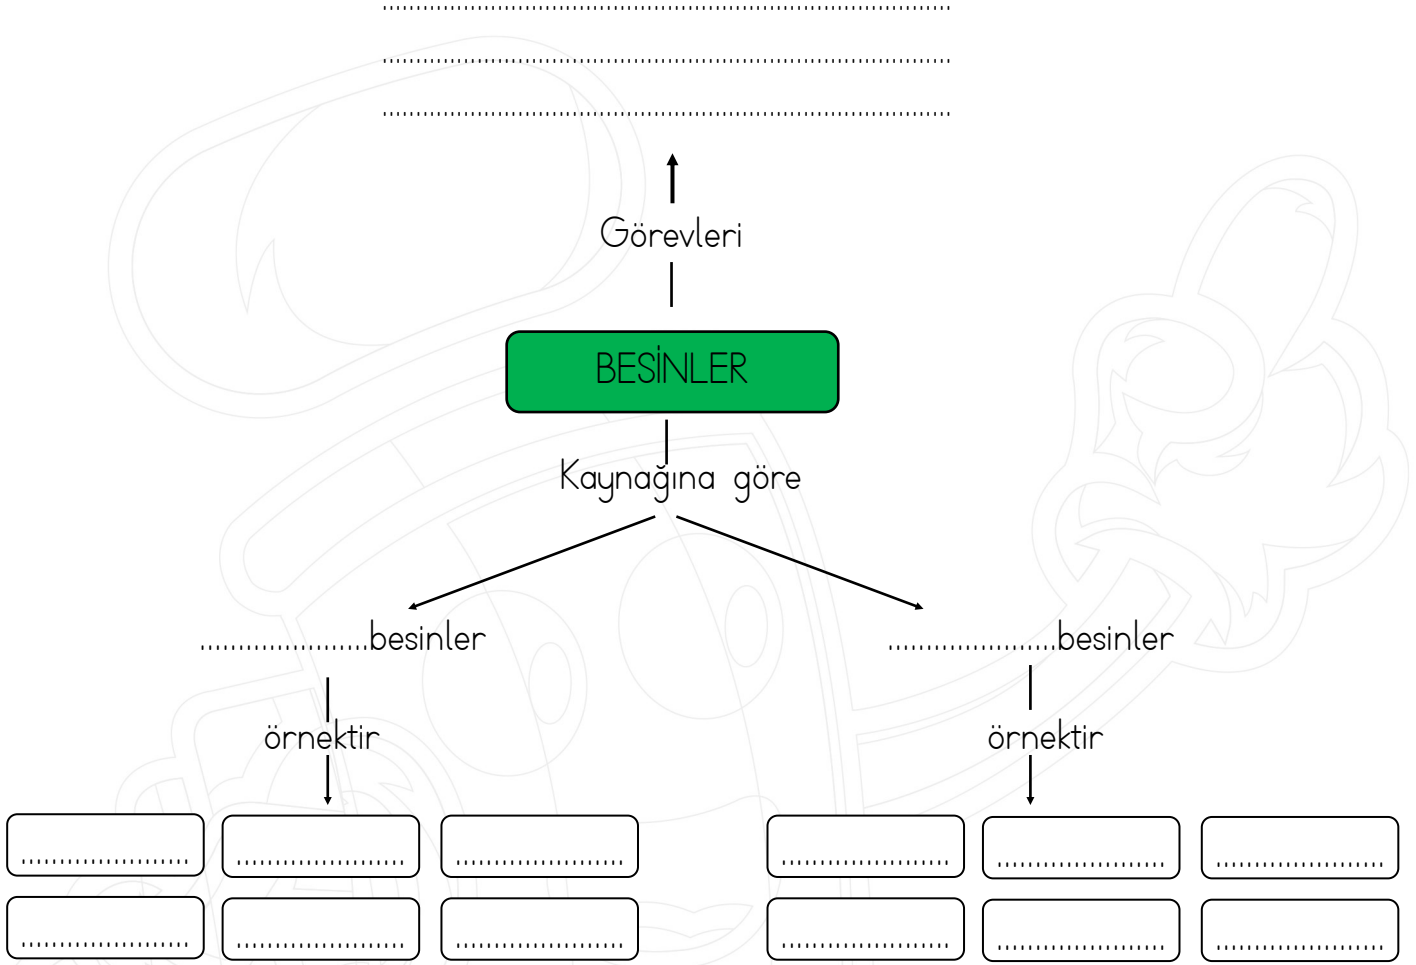 ......................................................................
......................................................................
......................................................................
Görevleri
BESİNLER
Kaynağına göre
......................besinler
......................besinler
örnektir
örnektir
...................... ...................... ...................... ...................... ...................... ......................
...................... ...................... ...................... ...................... ...................... ......................